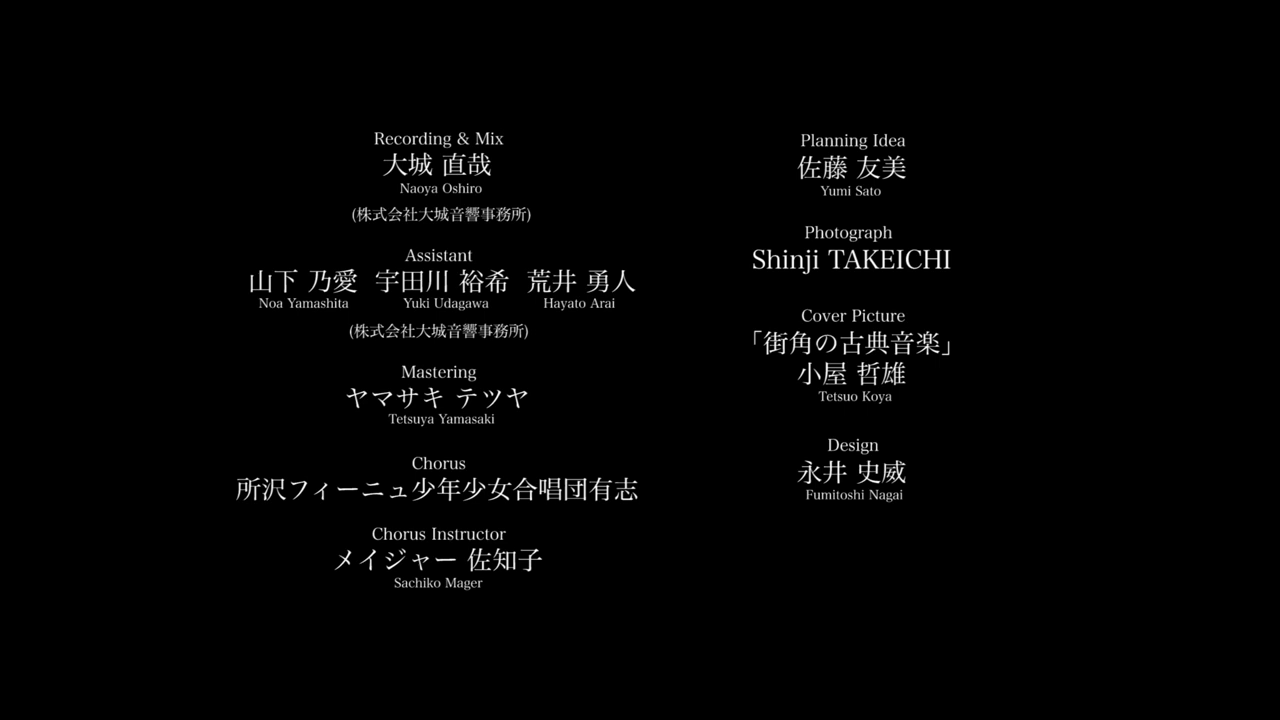 Recording & Mix
大城 直哉
Naoya Oshiro
(株式会社大城音響事務所)
Assistant
山下 乃愛 宇田川 裕希 荒井 勇人
Noa Yamashita Yuki Udagawa Hayato Arai
(株式会社大城音響事務所)
Mastering
ヤマサキ テツヤ
Tetsuya Yamasaki
Chorus
所沢フィーニュ少年少女合唱団有志
Chorus Instructor
メイジャー 佐知子
Sachiko Mager
Planning Idea
佐藤 友美
Yumi Sato
Photograph
Shinji TAKEICHI
Cover Picture
「街角の古典音楽」
小屋 哲雄
Tetsuo Koya
Design
永井 史威
Fumitoshi Nagai